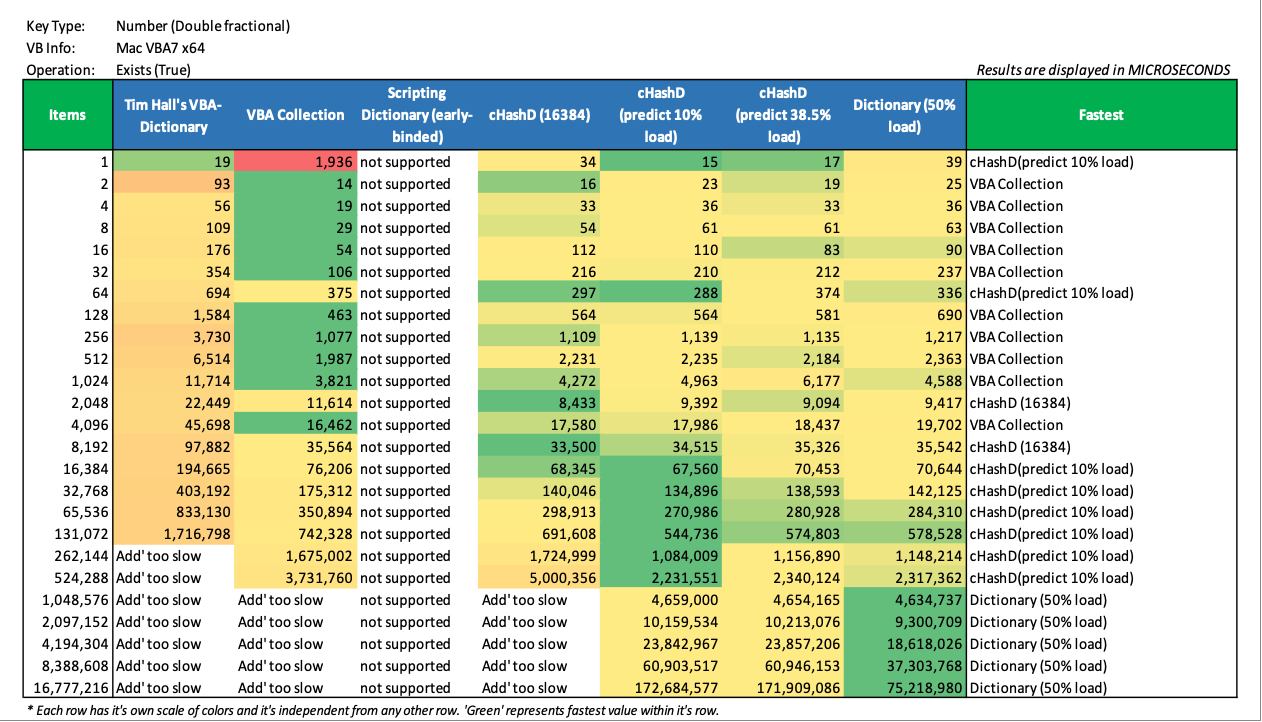 Key Type: Number (Double fractional)
VB Info: Mac VBA7 x64
Operation: Exists (True)
Results are displayed in MICROSECONDS
Items Tim Hall's VBA-Dictionary VBA Collection Scripting Dictionary (early-binded) cHashD (16384) cHashD (predict 10% load) cHashD (predict 38.5% load) Dictionary (50% load) Fastest
1 19 1,936 not supported 34 15 17 39 cHashD(predict 10% load)
2 93 14 not supported 16 23 19 25 VBA Collection
4 56 19 not supported 33 36 33 36 VBA Collection
8 109 29 not supported 54 61 61 63 VBA Collection
16 176 54 not supported 112 110 83 90 VBA Collection
32 354 106 not supported 216 210 212 237 VBA Collection
64 694 375 not supported 297 288 374 336 cHashD(predict 10% load)
128 1,584 463 not supported 564 564 581 690 VBA Collection
256 3,730 1,077 not supported 1,109 1,139 1,135 1,217 VBA Collection
512 6,514 1,987 not supported 2,231 2,235 2,184 2,363 VBA Collection
1,024 11,714 3,821 not supported 4,272 4,963 6,177 4,588 VBA Collection
2,048 22,449 11,614 not supported 8,433 9,392 9,094 9,417 cHashD (16384)
4,096 45,698 16,462 not supported 17,580 17,986 18,437 19,702 VBA Collection
8,192 97,882 35,564 not supported 33,500 34,515 35,326 35,542 cHashD (16384)
16,384 194,665 76,206 not supported 68,345 67,560 70,453 70,644 cHashD(predict 10% load)
32,768 403,192 175,312 not supported 140,046 134,896 138,593 142,125 cHashD(predict 10% load)
65,536 833,130 350,894 not supported 298,913 270,986 280,928 284,310 cHashD(predict 10% load)
131,072 1,716,798 742,328 not supported 691,608 544,736 574,803 578,528 cHashD(predict 10% load)
262,144 Add' too slow 1,675,002 not supported 1,724,999 1,084,009 1,156,890 1,148,214 cHashD(predict 10% load)
524,288 Add' too slow 3,731,760 not supported 5,000,356 2,231,551 2,340,124 2,317,362 cHashD(predict 10% load)
1,048,576 Add' too slow Add' too slow not supported Add' too slow 4,659,000 4,654,165 4,634,737 Dictionary (50% load)
2,097,152 Add' too slow Add' too slow not supported Add' too slow 10,159,534 10,213,076 9,300,709 Dictionary (50% load)
4,194,304 Add' too slow Add' too slow not supported Add' too slow 23,842,967 23,857,206 18,618,026 Dictionary (50% load)
8,388,608 Add' too slow Add' too slow not supported Add' too slow 60,903,517 60,946,153 37,303,768 Dictionary (50% load)
16,777,216 Add' too slow Add' too slow not supported Add' too slow 172,684,577 171,909,086 75,218,980 Dictionary (50% load)
* Each row has it's own scale of colors and it's independent from any other row. 'Green' represents fastest value within it's row.